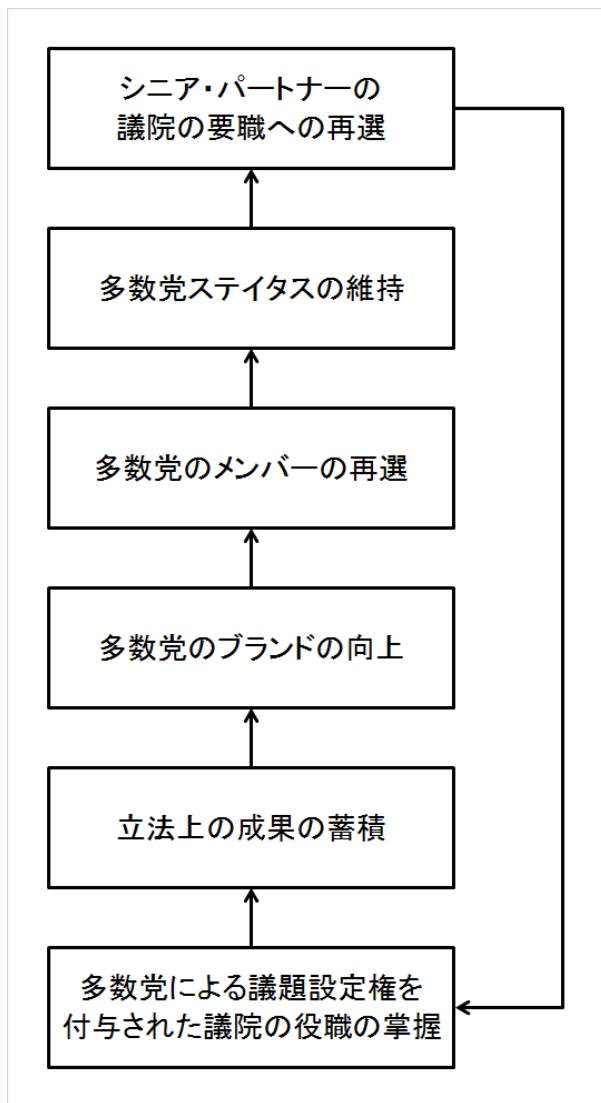 シニア・パートナーの
議院の要職への再選
多数党ステイタスの維持
多数党のメンバーの再選
多数党のブランドの向上
立法上の成果の蓄積
多数党による議題設定権を
付与された議院の役職の掌握